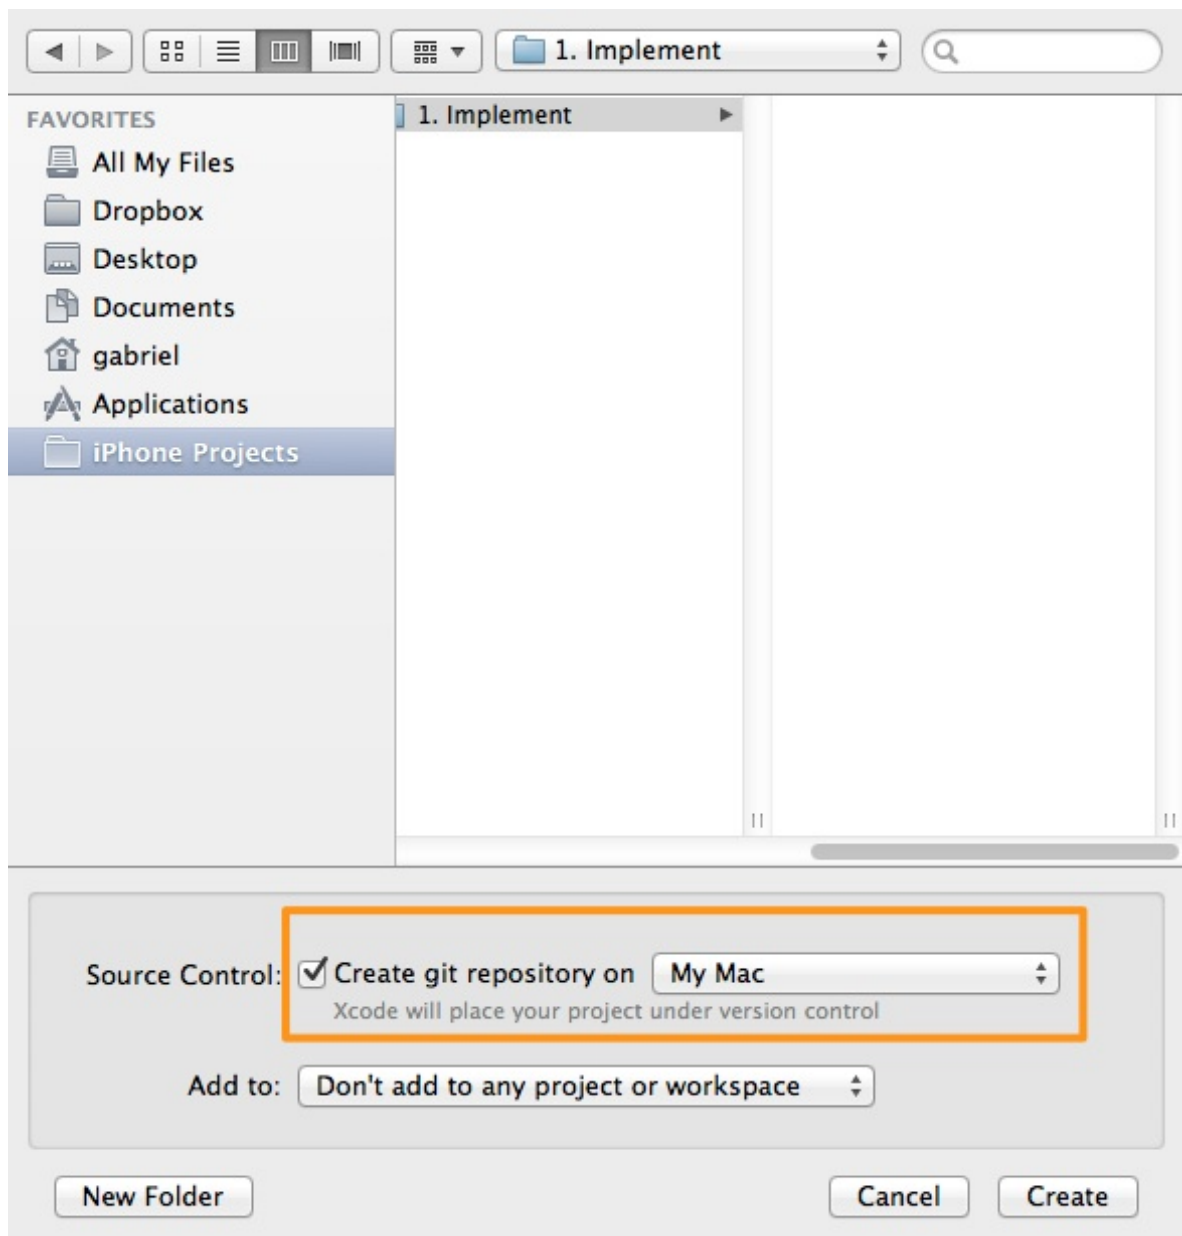 1. Implement
FAVORITES
All My Files
Dropbox
Desktop
Documents
gabriel
Applications
iPhone Projects
1. Implement
Source Control: Create git repository on My Mac
Xcode will place your project under version control
Add to: Don't add to any project or workspace
New Folder Cancel Create